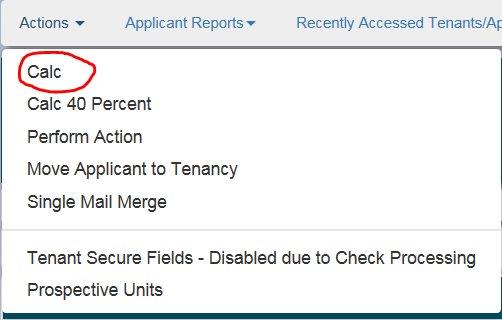 Actions Applicant Reports Recently Accessed Tenants/Ap
Calc
Calc 40 Percent
Perform Action
Move Applicant to Tenancy
Single Mail Merge
Tenant Secure Fields - Disabled due to Check Processing
Prospective Units